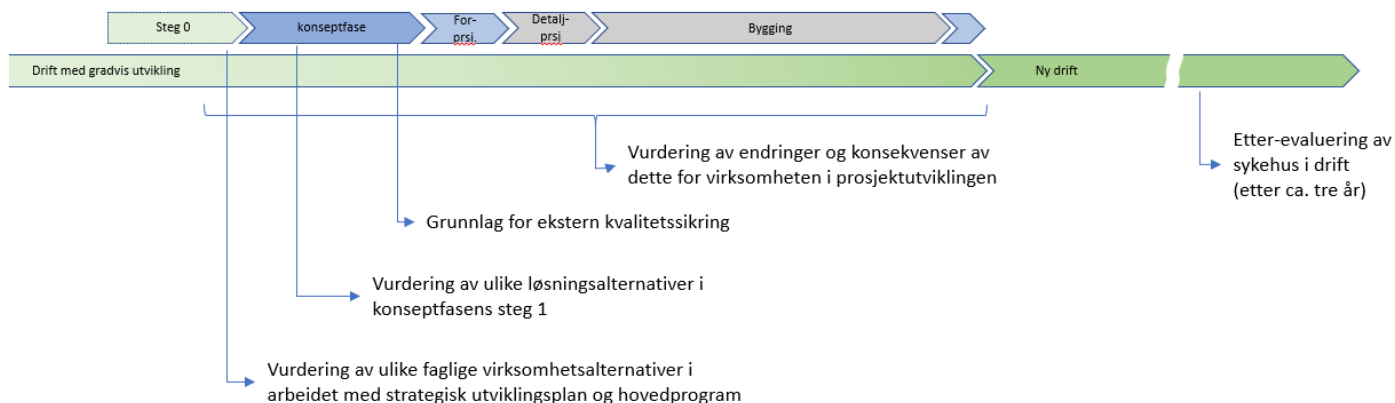 Steg 0
konseptfase
For-
prsj.
Detalj-
prsj
Bygging
Drift med gradvis utvikling
Ny drift
Vurdering av endringer og konsekvenser av
dette for virksomheten i prosjektutviklingen
Etter-evaluering av
sykehus i drift
(etter ca. tre år)
Grunnlag for ekstern kvalitetssikring
Vurdering av ulike løsningsalternativer i
konseptfasens steg 1
Vurdering av ulike faglige virksomhetsalternativer i
arbeidet med strategisk utviklingsplan og hovedprogram